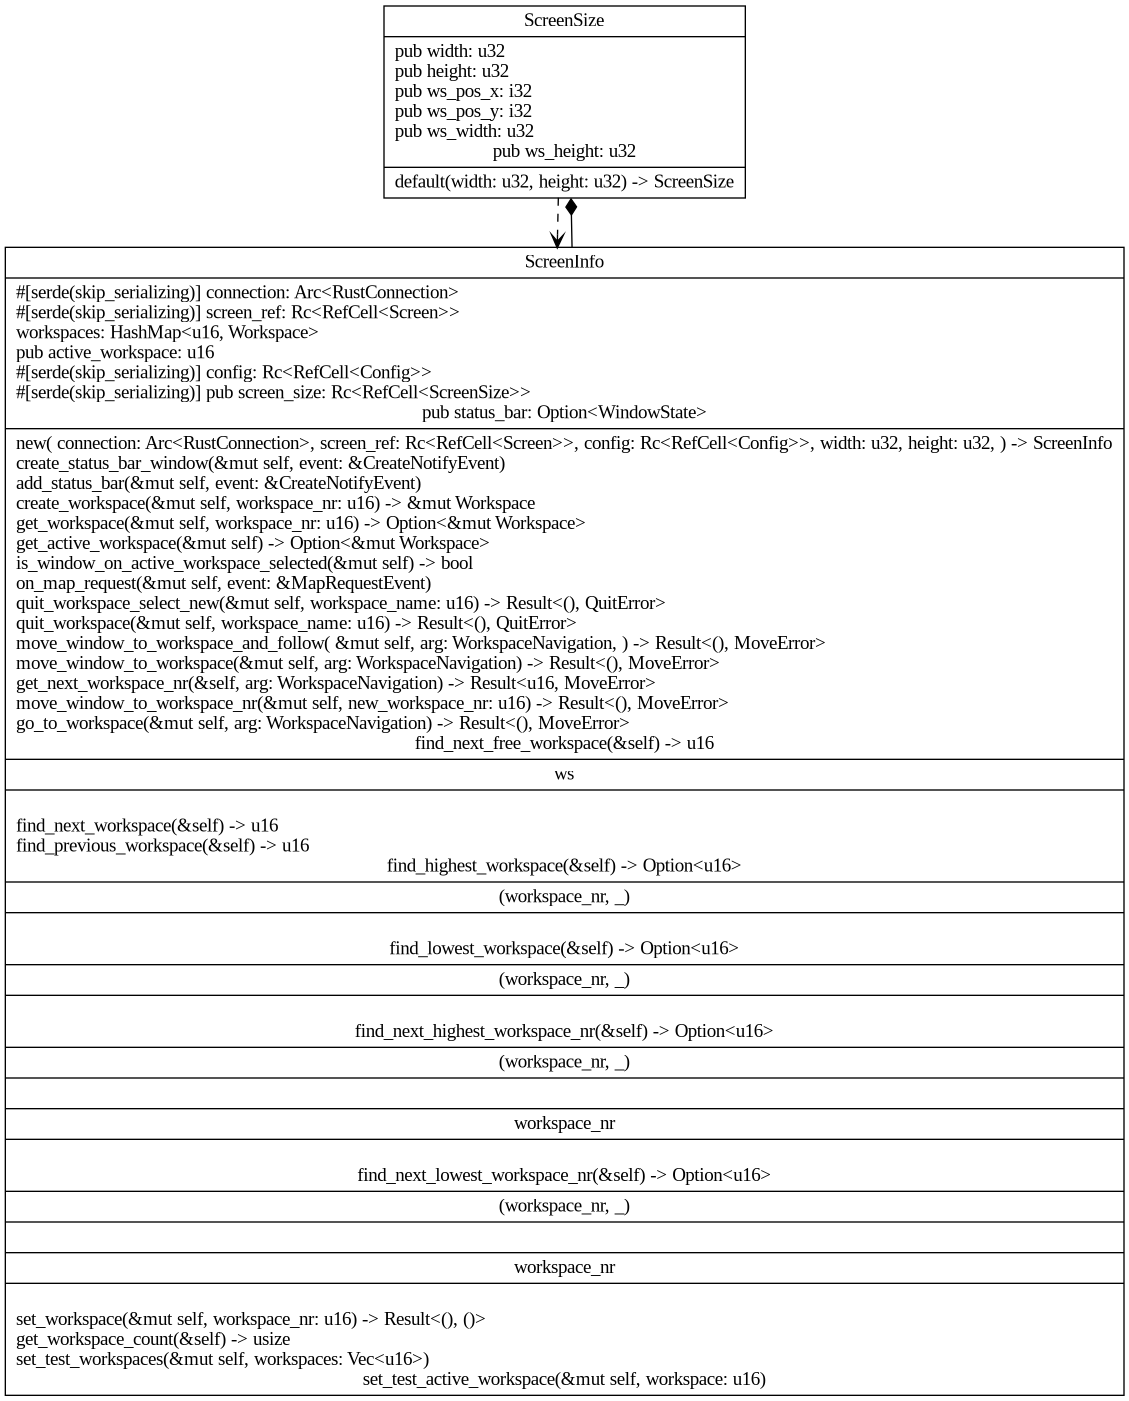 ScreenSize
pub width: u32
pub height: u32
pub ws_pos_x: i32
pub ws_pos_y: i32
pub ws_width: u32
pub ws_height: u32
default(width: u32, height: u32) -> ScreenSize
ScreenInfo
#[serde(skip_serializing)] connection: Arc<RustConnection>
#[serde(skip_serializing)] screen_ref: Rc<RefCell<Screen>>
workspaces: HashMap<u16, Workspace>
pub active_workspace: u16
#[serde(skip_serializing)] config: Rc<RefCell<Config>>
#[serde(skip_serializing)] pub screen_size: Rc<RefCell<ScreenSize>>
pub status_bar: Option<WindowState>
new( connection: Arc<RustConnection>, screen_ref: Rc<RefCell<Screen>>, config: Rc<RefCell<Config>>, width: u32, height: u32, ) -> ScreenInfo
create_status_bar_window(&mut self, event: &CreateNotifyEvent)
add_status_bar(&mut self, event: &CreateNotifyEvent)
create_workspace(&mut self, workspace_nr: u16) -> &mut Workspace
get_workspace(&mut self, workspace_nr: u16) -> Option<&mut Workspace>
get_active_workspace(&mut self) -> Option<&mut Workspace>
is_window_on_active_workspace_selected(&mut self) -> bool
on_map_request(&mut self, event: &MapRequestEvent)
quit_workspace_select_new(&mut self, workspace_name: u16) -> Result<(), QuitError>
quit_workspace(&mut self, workspace_name: u16) -> Result<(), QuitError>
move_window_to_workspace_and_follow( &mut self, arg: WorkspaceNavigation, ) -> Result<(), MoveError>
move_window_to_workspace(&mut self, arg: WorkspaceNavigation) -> Result<(), MoveError>
get_next_workspace_nr(&self, arg: WorkspaceNavigation) -> Result<u16, MoveError>
move_window_to_workspace_nr(&mut self, new_workspace_nr: u16) -> Result<(), MoveError>
go_to_workspace(&mut self, arg: WorkspaceNavigation) -> Result<(), MoveError>
find_next_free_workspace(&self) -> u16
ws
find_next_workspace(&self) -> u16
find_previous_workspace(&self) -> u16
find_highest_workspace(&self) -> Option<u16>
(workspace_nr, _)
find_lowest_workspace(&self) -> Option<u16>
(workspace_nr, _)
find_next_highest_workspace_nr(&self) -> Option<u16>
(workspace_nr, _)
workspace_nr
find_next_lowest_workspace_nr(&self) -> Option<u16>
(workspace_nr, _)
workspace_nr
set_workspace(&mut self, workspace_nr: u16) -> Result<(), ()>
get_workspace_count(&self) -> usize
set_test_workspaces(&mut self, workspaces: Vec<u16>)
set_test_active_workspace(&mut self, workspace: u16)